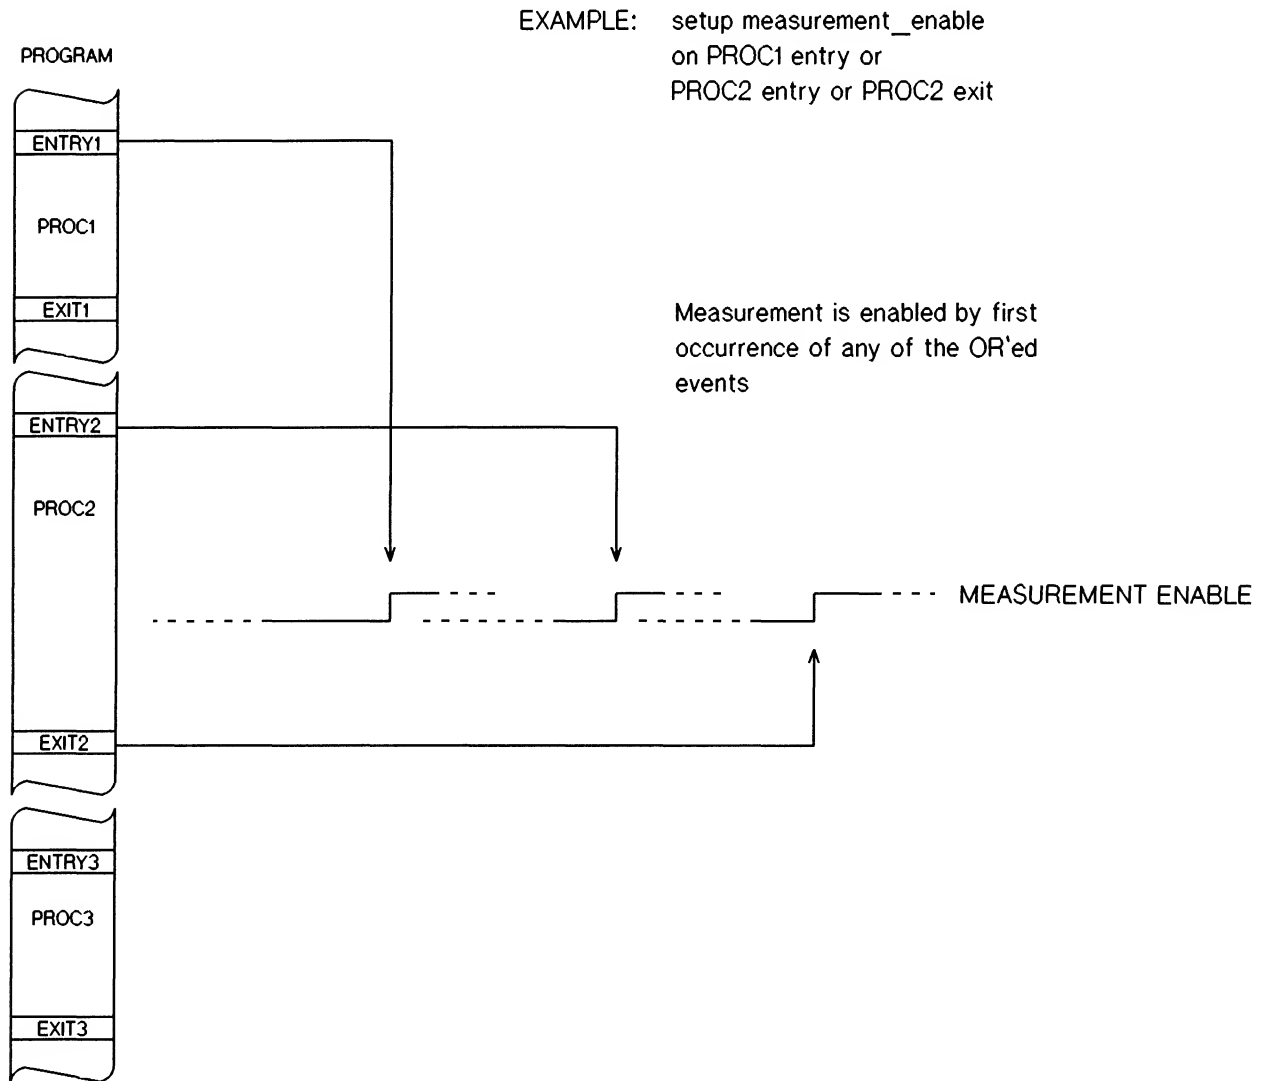 EXAMPLE: setup measurement_enable
on PROC1 entry or
PROC2 entry or PROC2 exit
PROGRAM
ENTRY1
PROC1
EXIT1
Measurement is enabled by first
occurrence of any of the OR'ed
events
ENTRY2
PROC2
MEASUREMENT ENABLE
EXIT2
ENTRY3
PROC3
EXIT3